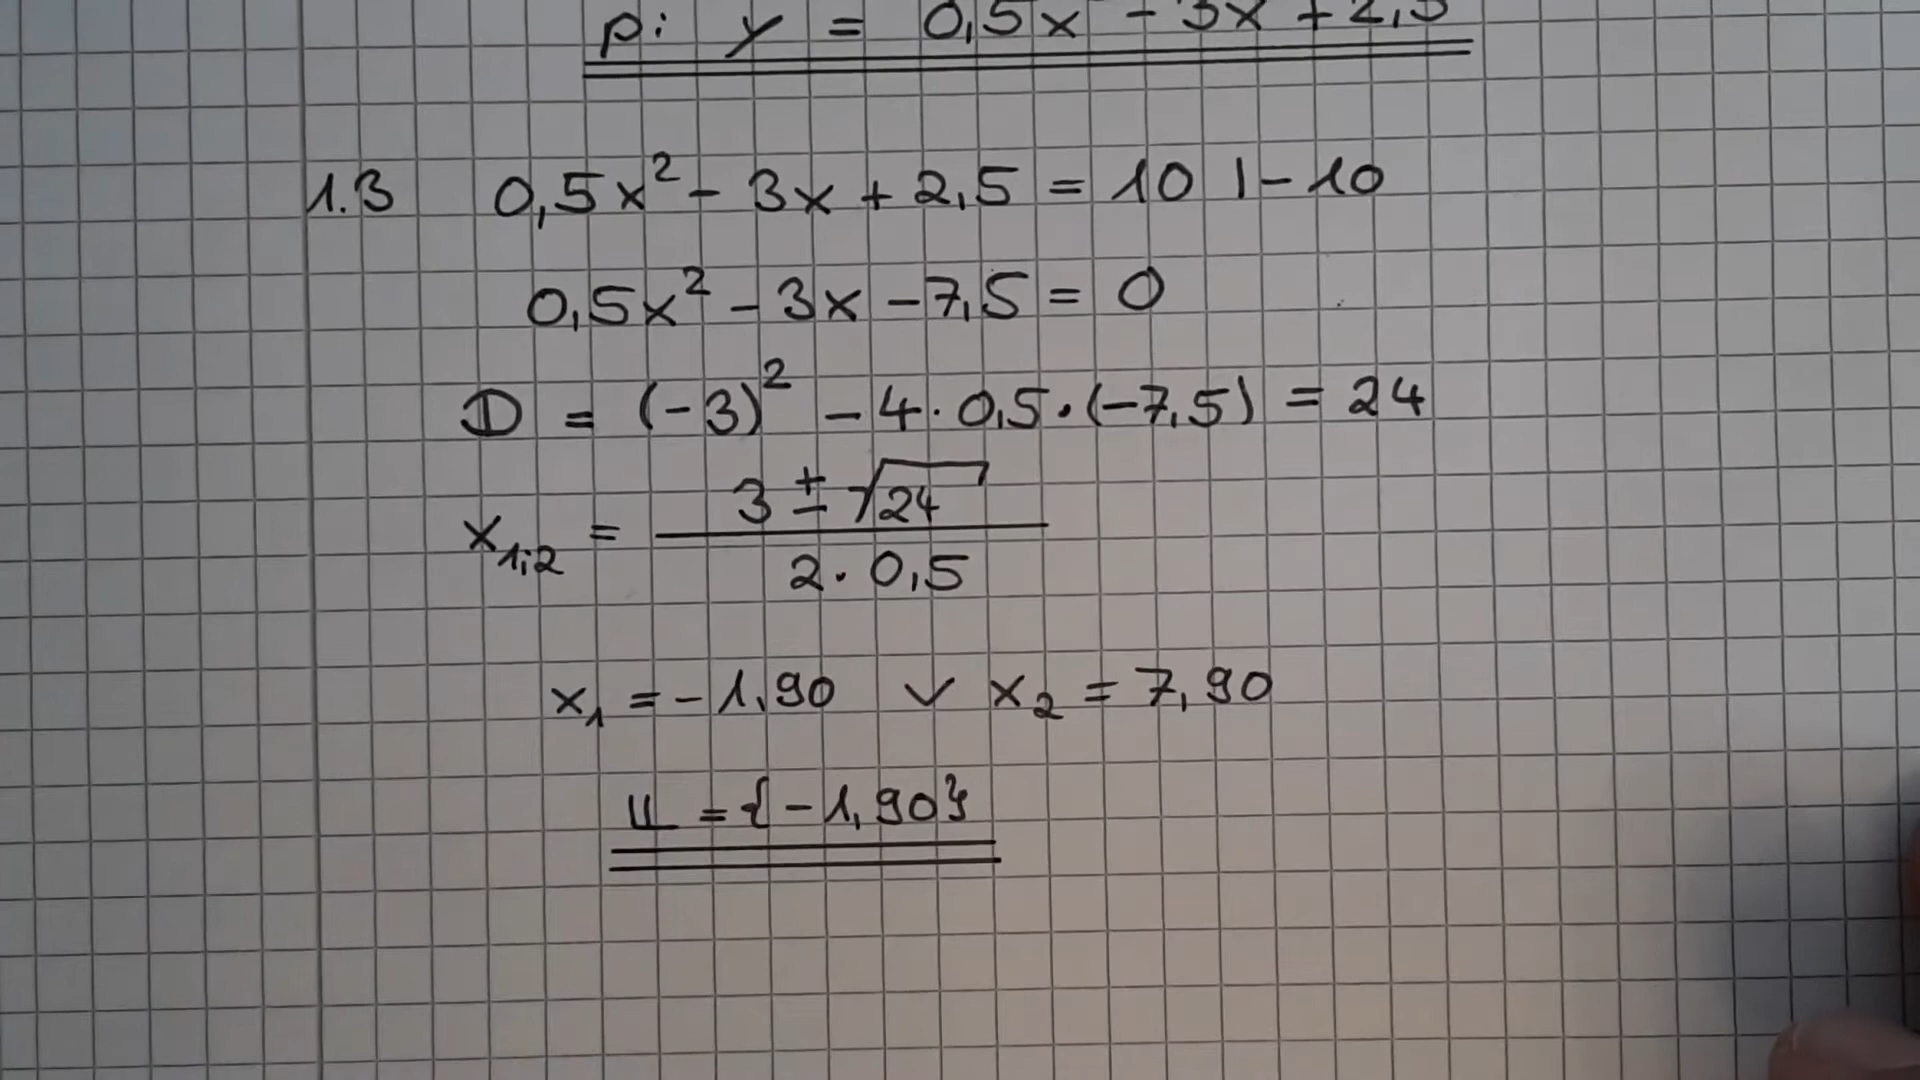 p: y = 0,5x² - 3x + 2,5
1.3 0,5x² - 3x + 2,5 = 10 | - 10
0,5x² - 3x - 7,5 = 0
D = (-3)² - 4 · 0,5 · (-7,5) = 24
x₁;₂ = (3 ± √24) / (2 · 0,5)
x₁ = -1,90 ∨ x₂ = 7,90
𝕃 = {-1,90}